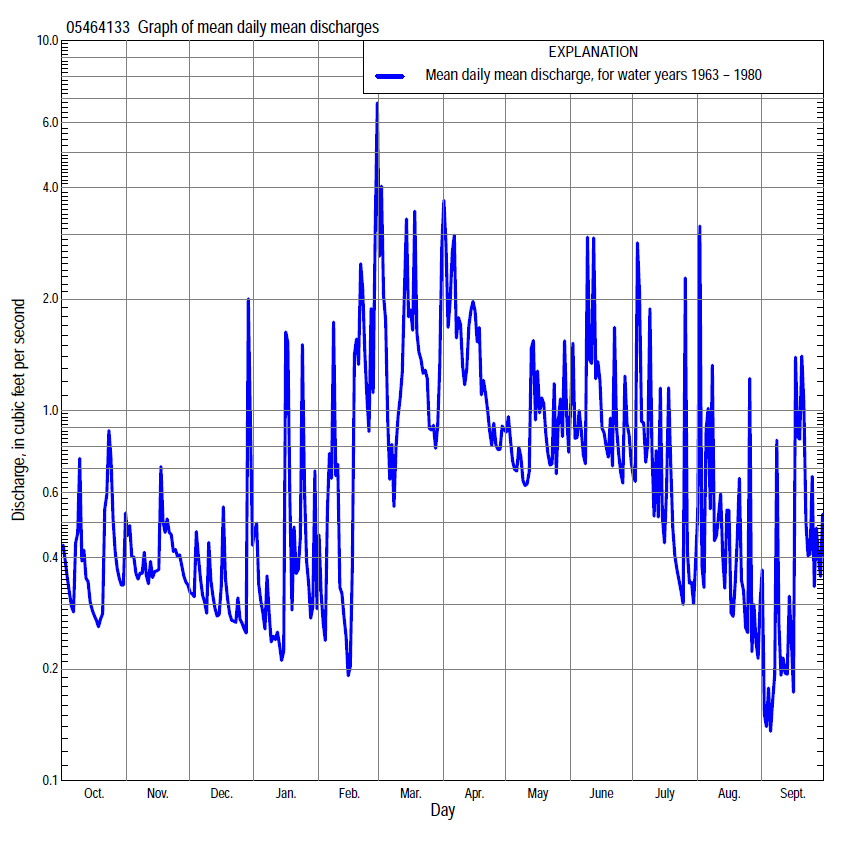 05464133 Graph of mean daily mean discharges
EXPLANATION
Mean daily mean discharge, for water years 1963 – 1980
Discharge, in cubic feet per second
10.0
6.0
4.0
2.0
1.0
0.6
0.4
0.2
0.1
Oct. Nov. Dec. Jan. Feb. Mar. Apr. May June July Aug. Sept.
Day